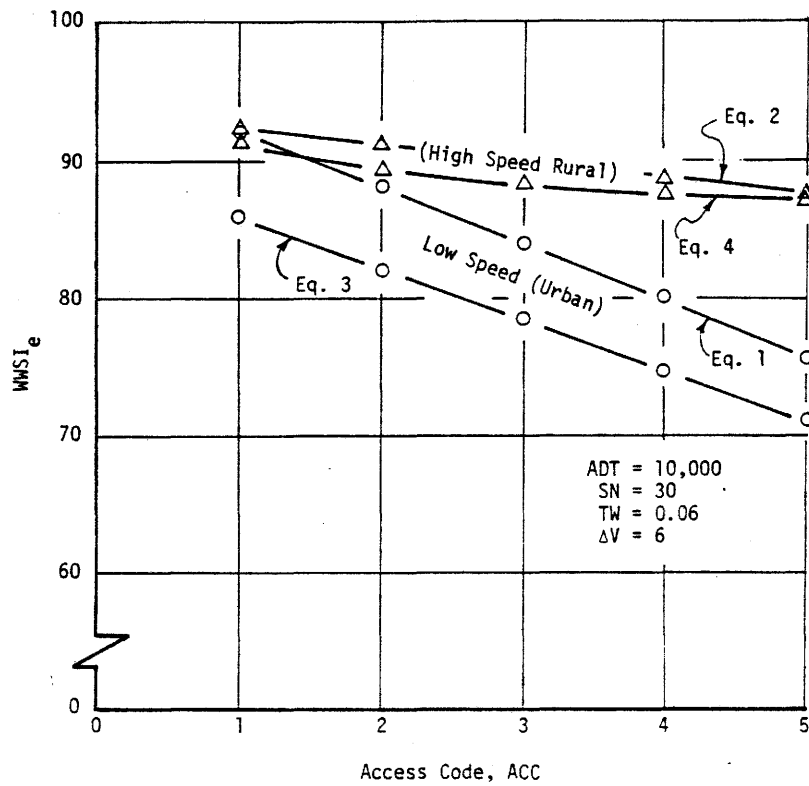 100
90
80
70
60
0
WWSIe
Eq. 2
(High Speed Rural)
Eq. 4
Low Speed (Urban)
Eq. 3
Eq. 1
ADT = 10,000
SN = 30
TW = 0.06
ΔV = 6
0 1 2 3 4 5
Access Code, ACC